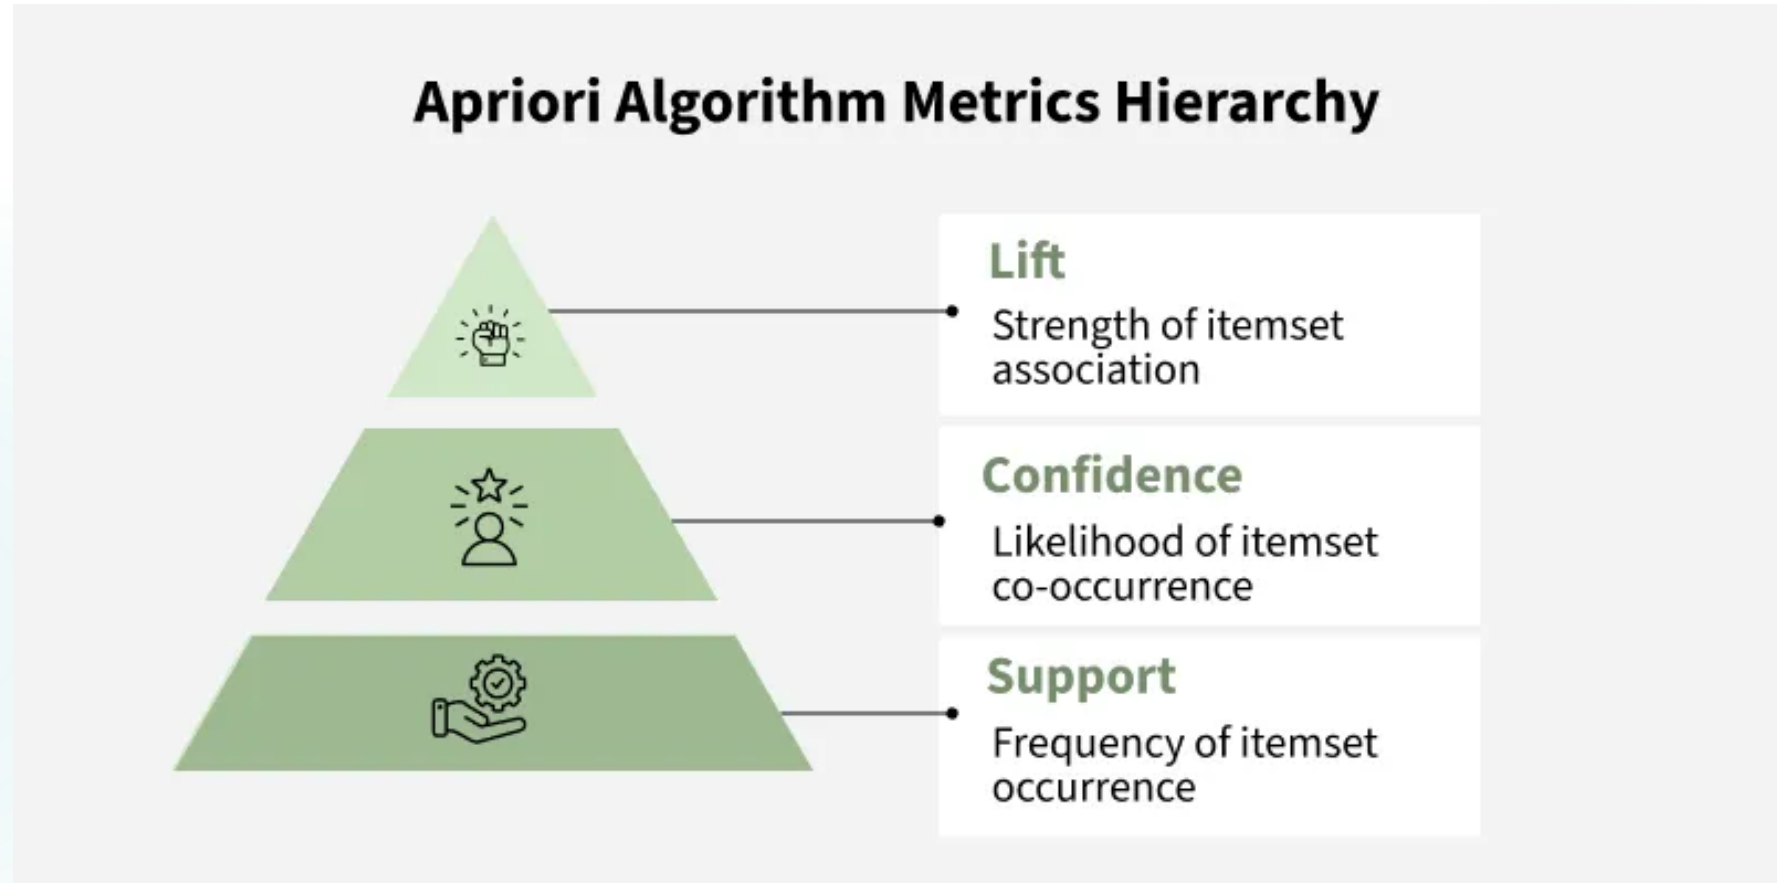 Apriori Algorithm Metrics Hierarchy
Lift
Strength of itemset
association
Confidence
Likelihood of itemset
co-occurrence
Support
Frequency of itemset
occurrence